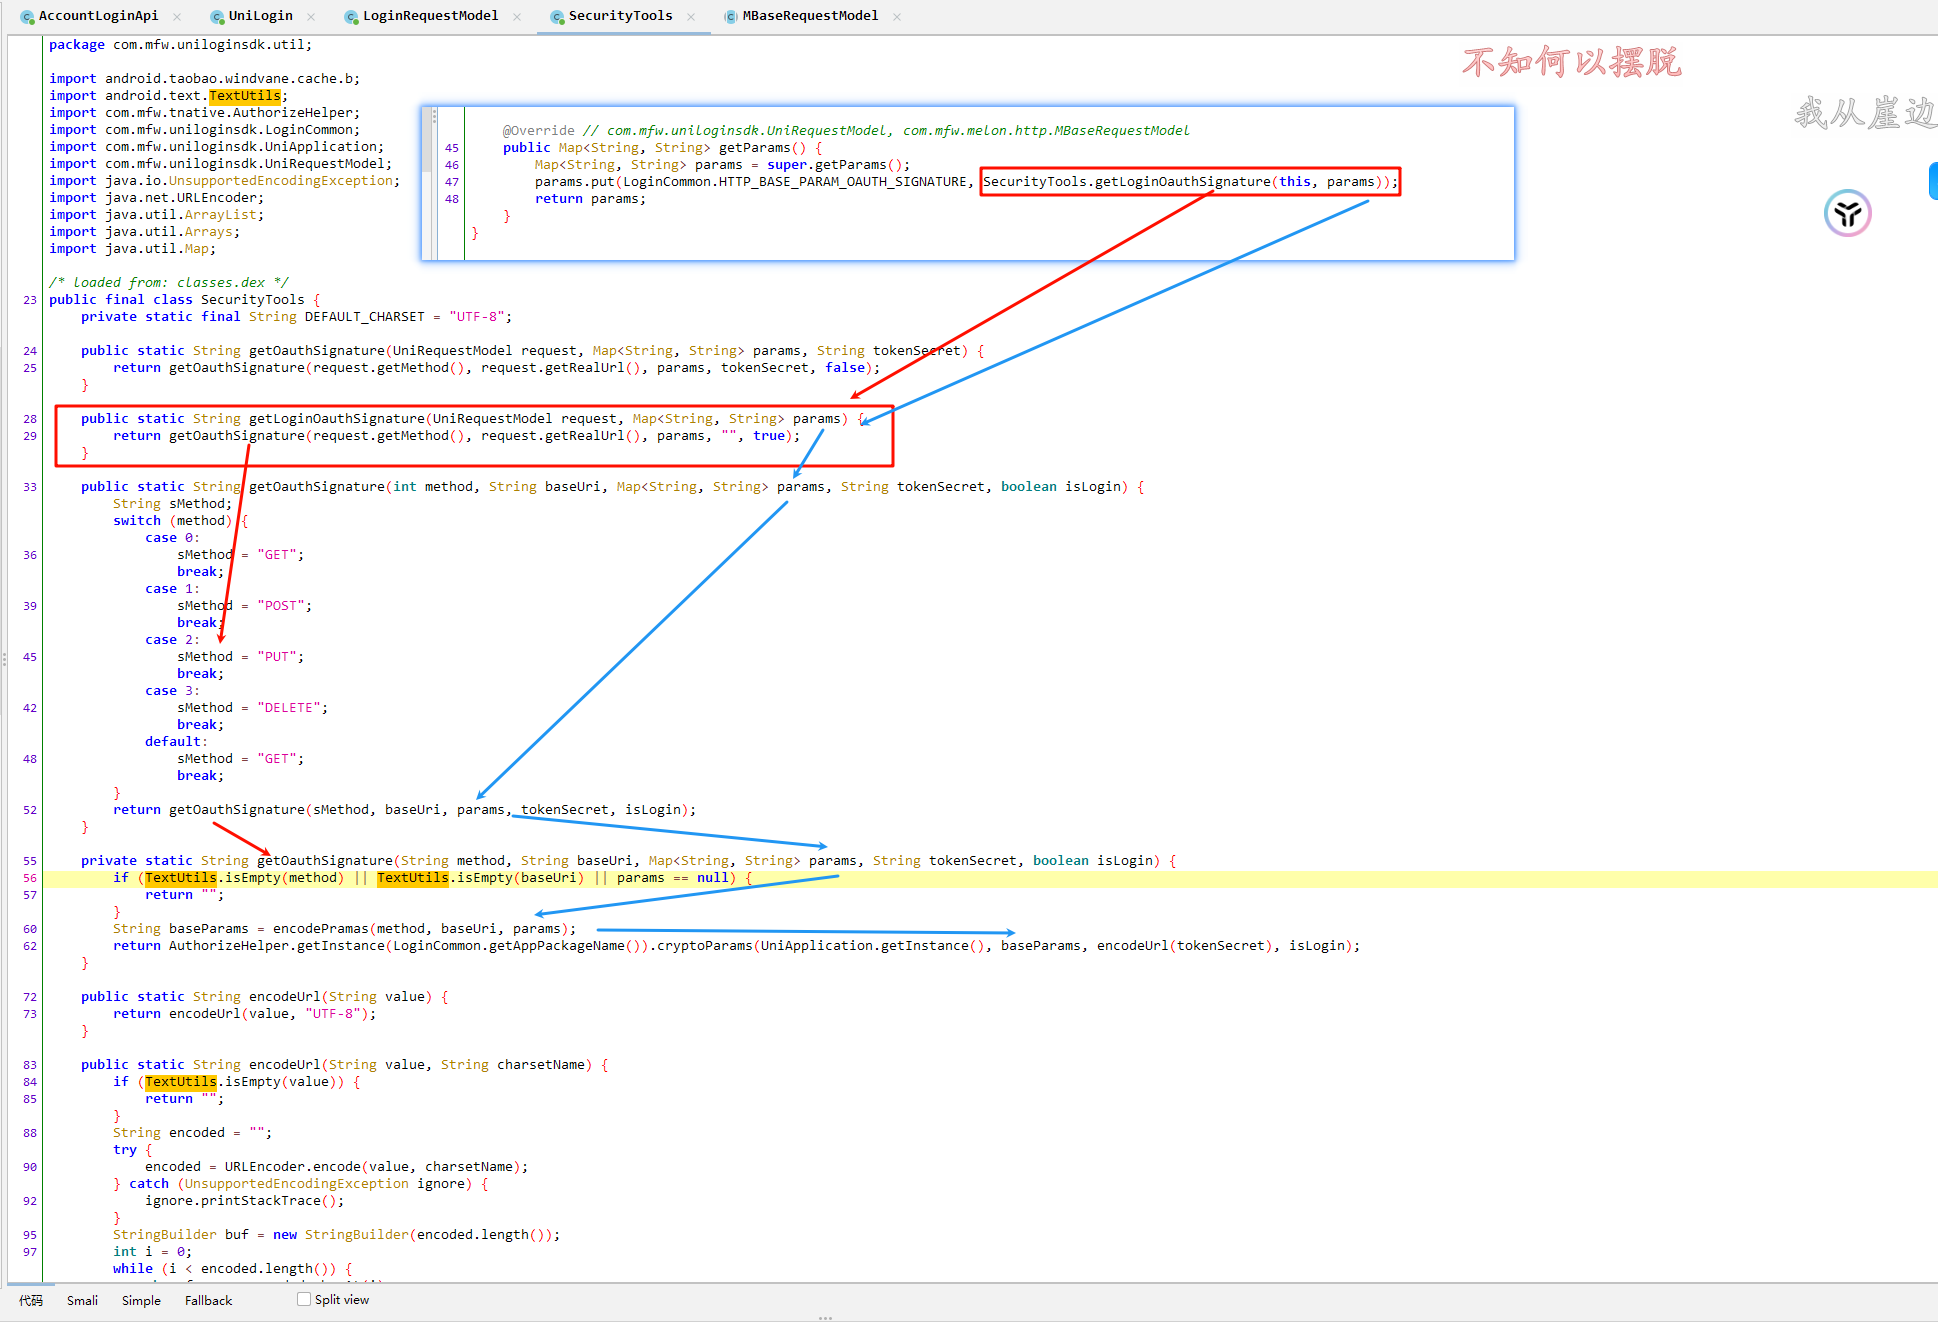 AccountLoginApi
UniLogin
LoginRequestModel
SecurityTools
MBaseRequestModel
package com.mfw.uniloginsdk.util;
import android.taobao.windvane.cache.b;
import android.text.TextUtils;
import com.mfw.tnative.AuthorizeHelper;
import com.mfw.uniloginsdk.LoginCommon;
import com.mfw.uniloginsdk.UniApplication;
import com.mfw.uniloginsdk.UniRequestModel;
import java.io.UnsupportedEncodingException;
import java.net.URLEncoder;
import java.util.ArrayList;
import java.util.Arrays;
import java.util.Map;
不知何以摆脱
我从崖边
@Override // com.mfw.uniloginsdk.UniRequestModel, com.mfw.melon.http.MBaseRequestModel
45 public Map<String, String> getParams() {
46 Map<String, String> params = super.getParams();
47 params.put(LoginCommon.HTTP_BASE_PARAM_OAUTH_SIGNATURE, SecurityTools.getLoginOauthSignature(this, params));
48 return params;
}
}
/* loaded from: classes.dex */
23 public final class SecurityTools {
private static final String DEFAULT_CHARSET = "UTF-8";
24 public static String getOauthSignature(UniRequestModel request, Map<String, String> params, String tokenSecret) {
25 return getOauthSignature(request.getMethod(), request.getRealUrl(), params, tokenSecret, false);
}
28 public static String getLoginOauthSignature(UniRequestModel request, Map<String, String> params) {
29 return getOauthSignature(request.getMethod(), request.getRealUrl(), params, "", true);
}
33 public static String getOauthSignature(int method, String baseUri, Map<String, String> params, String tokenSecret, boolean isLogin) {
String sMethod;
switch (method) {
case 0:
36 sMethod = "GET";
break;
case 1:
39 sMethod = "POST";
break;
case 2:
45 sMethod = "PUT";
break;
case 3:
42 sMethod = "DELETE";
break;
default:
48 sMethod = "GET";
break;
}
52 return getOauthSignature(sMethod, baseUri, params, tokenSecret, isLogin);
}
55 private static String getOauthSignature(String method, String baseUri, Map<String, String> params, String tokenSecret, boolean isLogin) {
56 if (TextUtils.isEmpty(method) || TextUtils.isEmpty(baseUri) || params == null) {
57 return "";
}
60 String baseParams = encodePramas(method, baseUri, params);
62 return AuthorizeHelper.getInstance(LoginCommon.getAppPackageName()).cryptoParams(UniApplication.getInstance(), baseParams, encodeUrl(tokenSecret), isLogin);
}
72 public static String encodeUrl(String value) {
73 return encodeUrl(value, "UTF-8");
}
83 public static String encodeUrl(String value, String charsetName) {
84 if (TextUtils.isEmpty(value)) {
85 return "";
}
88 String encoded = "";
try {
90 encoded = URLEncoder.encode(value, charsetName);
} catch (UnsupportedEncodingException ignore) {
92 ignore.printStackTrace();
}
95 StringBuilder buf = new StringBuilder(encoded.length());
97 int i = 0;
while (i < encoded.length()) {
代码 Smali Simple Fallback Split view